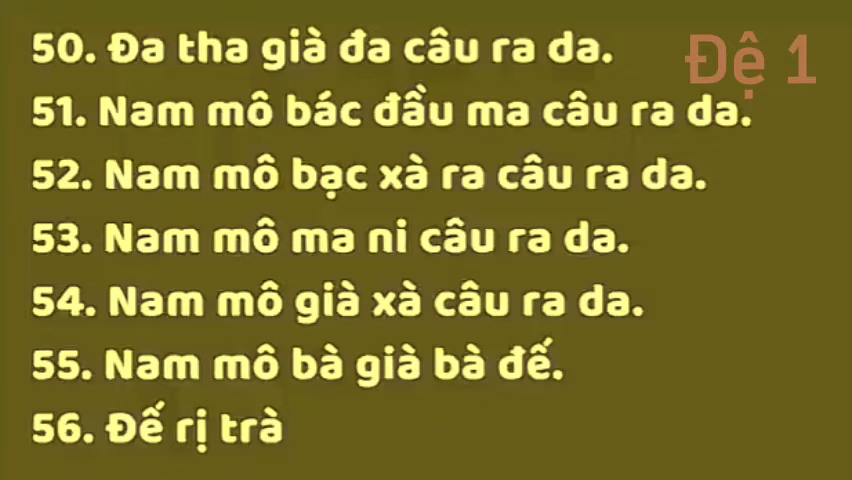 50. Đa tha già đa câu ra da.
Đệ 1
51. Nam mô bác đầu ma câu ra da.
52. Nam mô bạc xà ra câu ra da.
53. Nam mô ma ni câu ra da.
54. Nam mô già xà câu ra da.
55. Nam mô bà già bà đế.
56. Đế rị trà